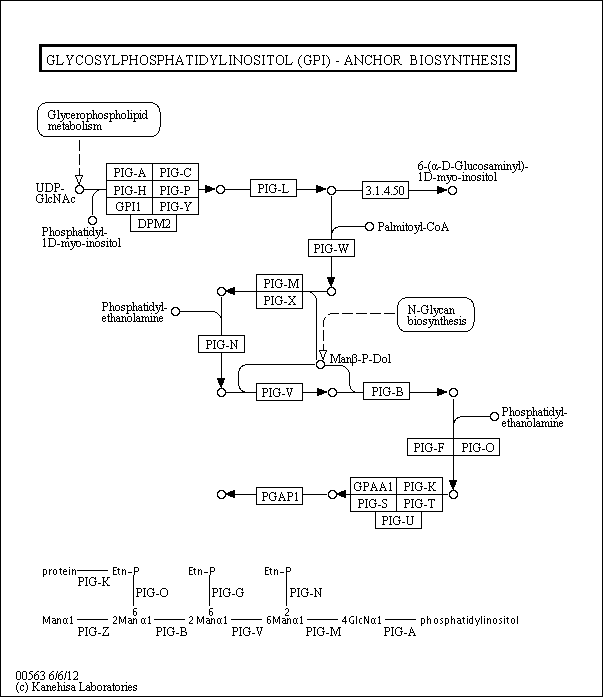 GLYCOSYLPHOSPHATIDYLINOSITOL (GPI) - ANCHOR BIOSYNTHESIS
Glycerophospholipid
metabolism
UDP-
GlcNAc
PIG-A PIG-C
PIG-H PIG-P
GPI1 PIG-Y
DPM2
Phosphatidyl-
1D-myo-inositol
PIG-L
3.1.4.50
6-(α-D-Glucosaminyl)-
1D-myo-inositol
Palmitoyl-CoA
PIG-W
PIG-M
PIG-X
Phosphatidyl-
ethanolamine
N-Glycan
biosynthesis
PIG-N
Manβ-P-Dol
PIG-V
PIG-B
Phosphatidyl-
ethanolamine
PIG-F PIG-O
PGAP1
GPAA1 PIG-K
PIG-S PIG-T
PIG-U
protein Etn-P Etn-P Etn-P
PIG-K
PIG-O PIG-G PIG-N
6 6 2
Manα1 2Manα1 2Manα1 6Manα1 4GlcNα1 phosphatidylinositol
PIG-Z PIG-B PIG-V PIG-M PIG-A
00563 6/6/12
(c) Kanehisa Laboratories